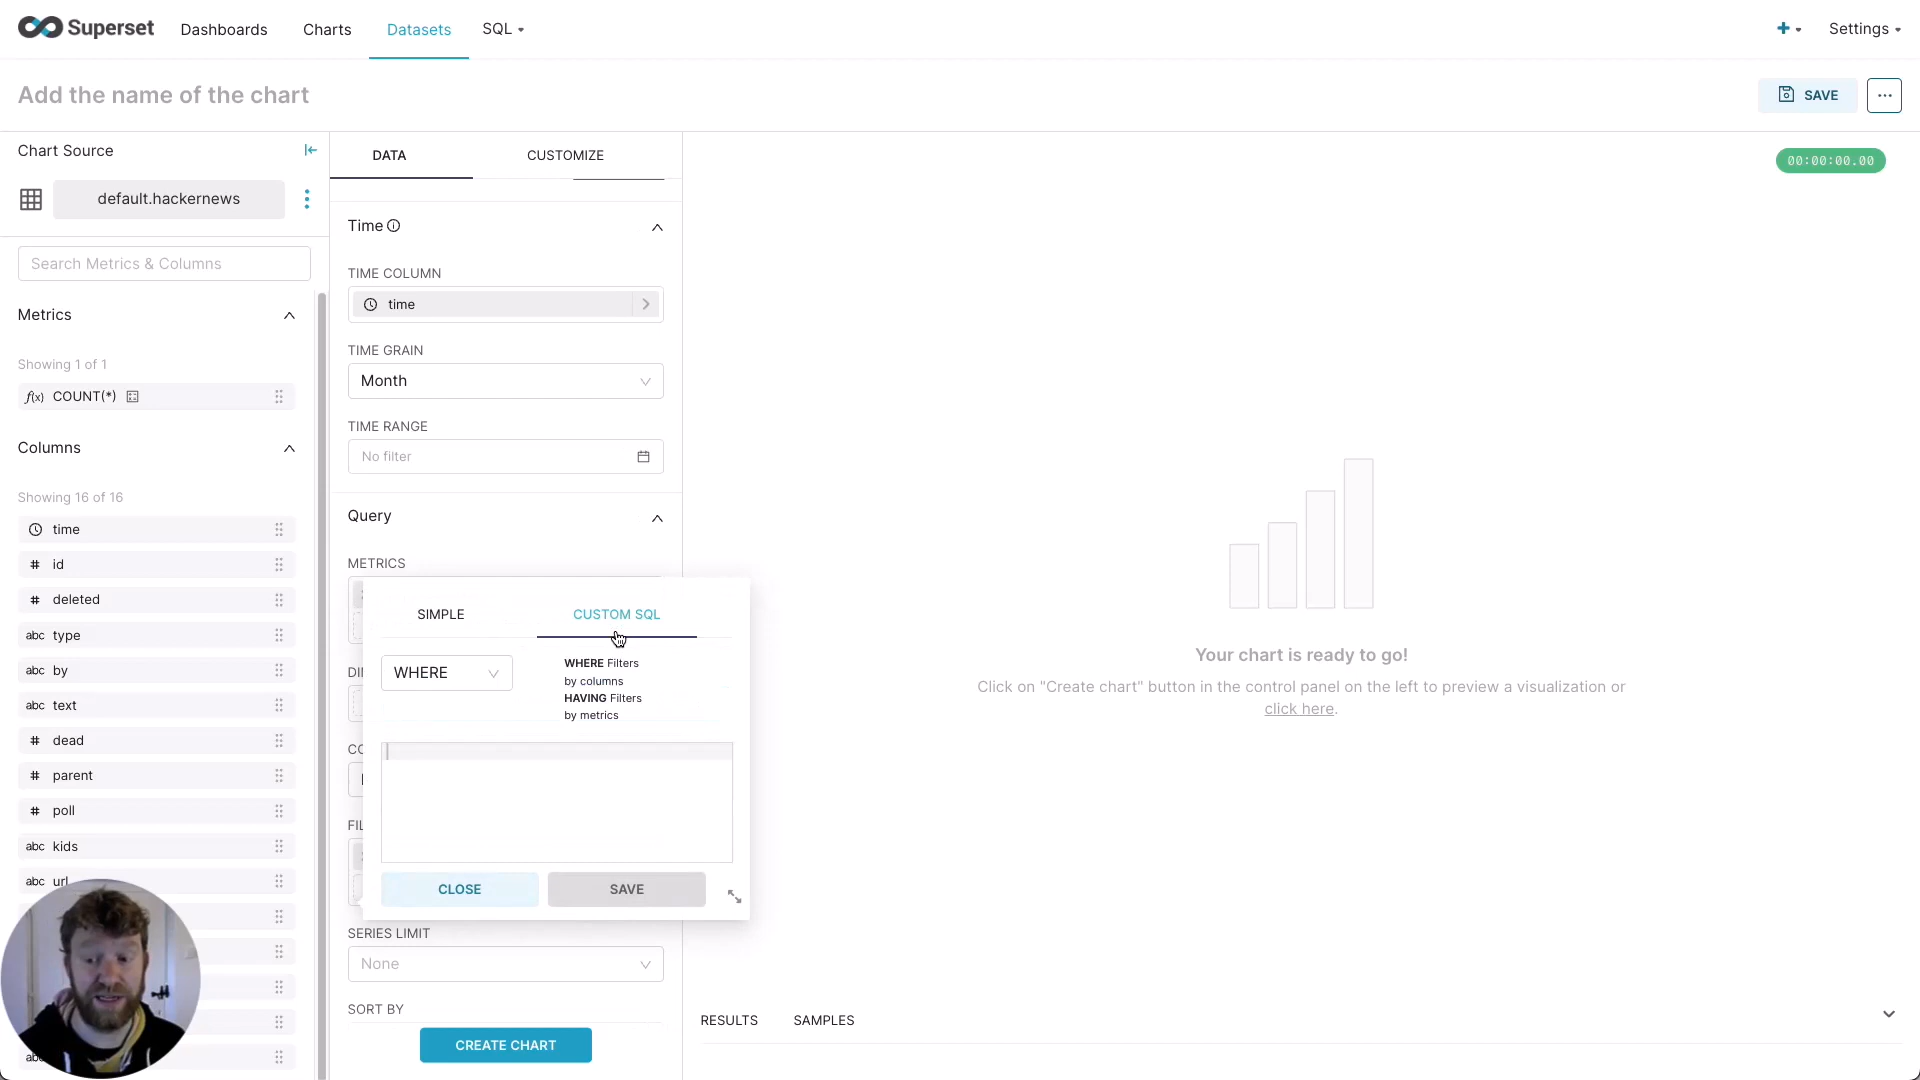 Superset
Dashboards
Charts
Datasets
SQL
Settings
Add the name of the chart
SAVE
Chart Source
default.hackernews
Search Metrics & Columns
Metrics
Showing 1 of 1
f(x) COUNT(*)
Columns
Showing 16 of 16
time
# id
# deleted
abc type
abc by
abc text
# dead
# parent
# poll
abc kids
abc url
DATA
CUSTOMIZE
Time
TIME COLUMN
time
TIME GRAIN
Month
TIME RANGE
No filter
Query
METRICS
SIMPLE
CUSTOM SQL
WHERE
WHERE Filters
by columns
HAVING Filters
by metrics
CLOSE
SAVE
SERIES LIMIT
None
SORT BY
CREATE CHART
00:00:00.00
Your chart is ready to go!
Click on "Create chart" button in the control panel on the left to preview a visualization or
click here.
RESULTS
SAMPLES